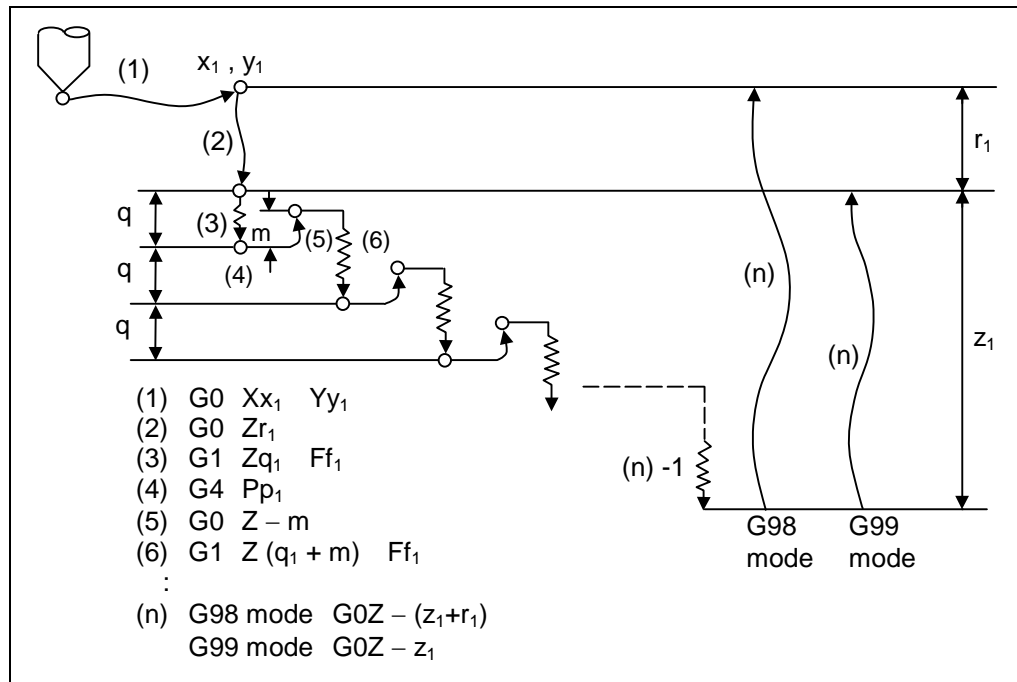 (1)
x₁ , y₁
(2)
r₁
q
(3)
m
(5)
(6)
(4)
q
(n)
q
z₁
(n)
(1) G0 Xx₁ Yy₁
(2) G0 Zr₁
(3) G1 Zq₁ Ff₁
(4) G4 Pp₁
(5) G0 Z – m
(6) G1 Z (q₁ + m) Ff₁
:
(n) G98 mode G0Z – (z₁+r₁)
G99 mode G0Z – z₁
(n) -1
G98 mode
G99 mode